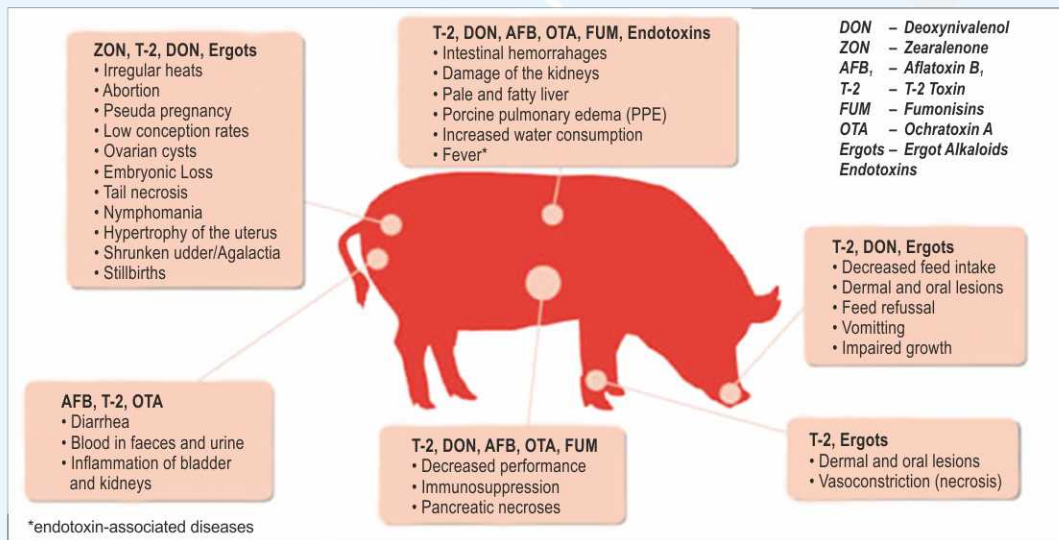 ZON, T-2, DON, Ergots
• Irregular heats
• Abortion
• Pseuda pregnancy
• Low conception rates
• Ovarian cysts
• Embryonic Loss
• Tail necrosis
• Nymphomania
• Hypertrophy of the uterus
• Shrunken udder/Agalactia
• Stillbirths
T-2, DON, AFB, OTA, FUM, Endotoxins
• Intestinal hemorrahages
• Damage of the kidneys
• Pale and fatty liver
• Porcine pulmonary edema (PPE)
• Increased water consumption
• Fever*
DON – Deoxynivalenol
ZON – Zearalenone
AFB₁ – Aflatoxin B₁
T-2 – T-2 Toxin
FUM – Fumonisins
OTA – Ochratoxin A
Ergots – Ergot Alkaloids
Endotoxins
T-2, DON, Ergots
• Decreased feed intake
• Dermal and oral lesions
• Feed refussal
• Vomitting
• Impaired growth
AFB, T-2, OTA
• Diarrhea
• Blood in faeces and urine
• Inflammation of bladder
and kidneys
T-2, DON, AFB, OTA, FUM
• Decreased performance
• Immunosuppression
• Pancreatic necroses
T-2, Ergots
• Dermal and oral lesions
• Vasoconstriction (necrosis)
*endotoxin-associated diseases